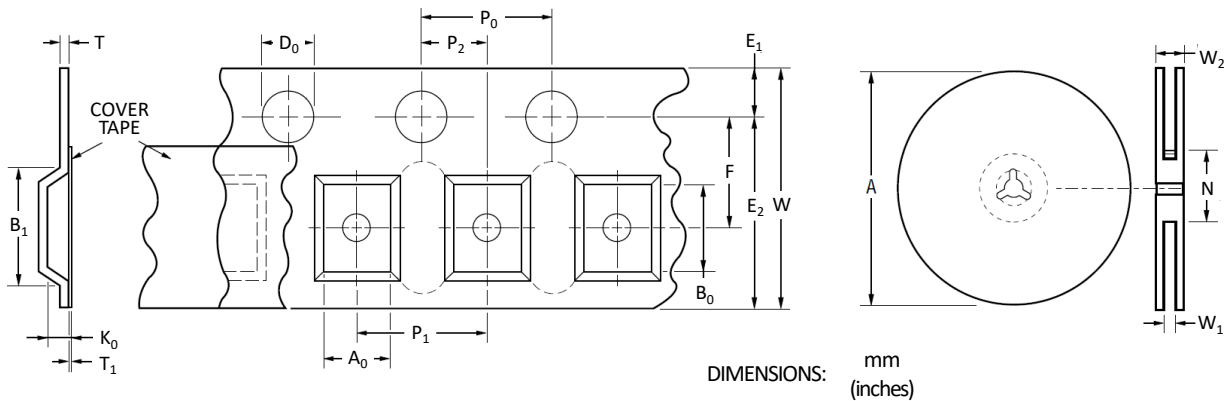 T
D₀
P₀
P₂
E₁
W₂
COVER
TAPE
B₁
F
E₂
W
A
N
B₀
K₀
T₁
P₁
A₀
W₁
DIMENSIONS:
mm
(inches)